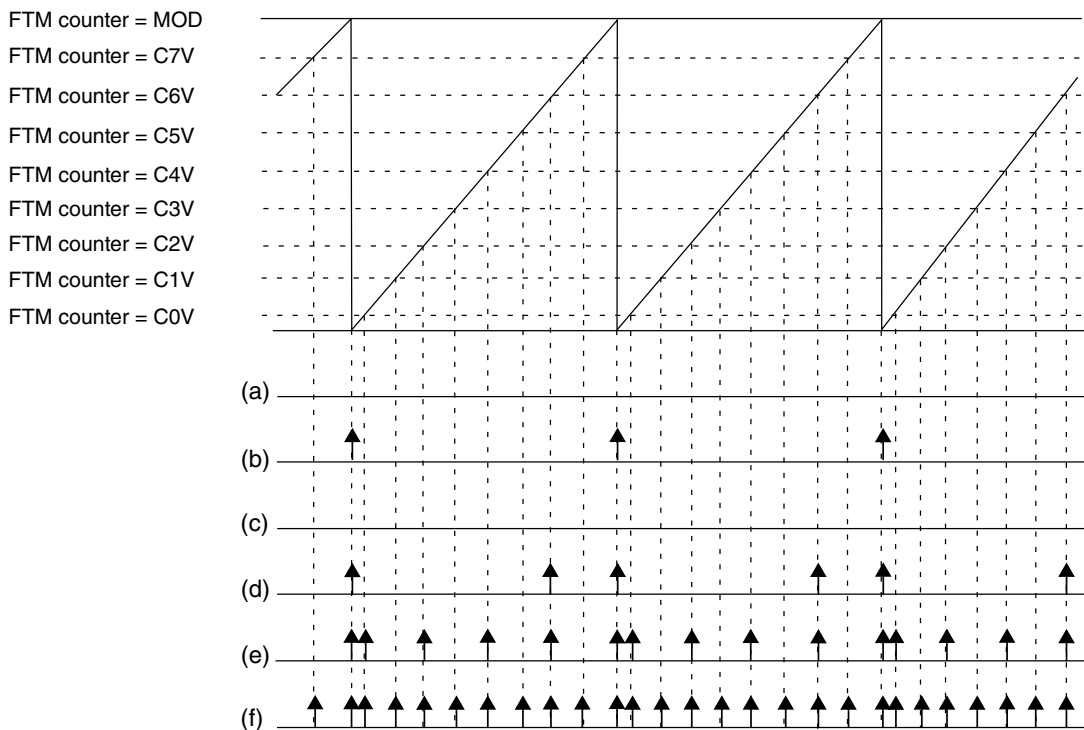 FTM counter = MOD
FTM counter = C7V
FTM counter = C6V
FTM counter = C5V
FTM counter = C4V
FTM counter = C3V
FTM counter = C2V
FTM counter = C1V
FTM counter = C0V
(a)
(b)
(c)
(d)
(e)
(f)